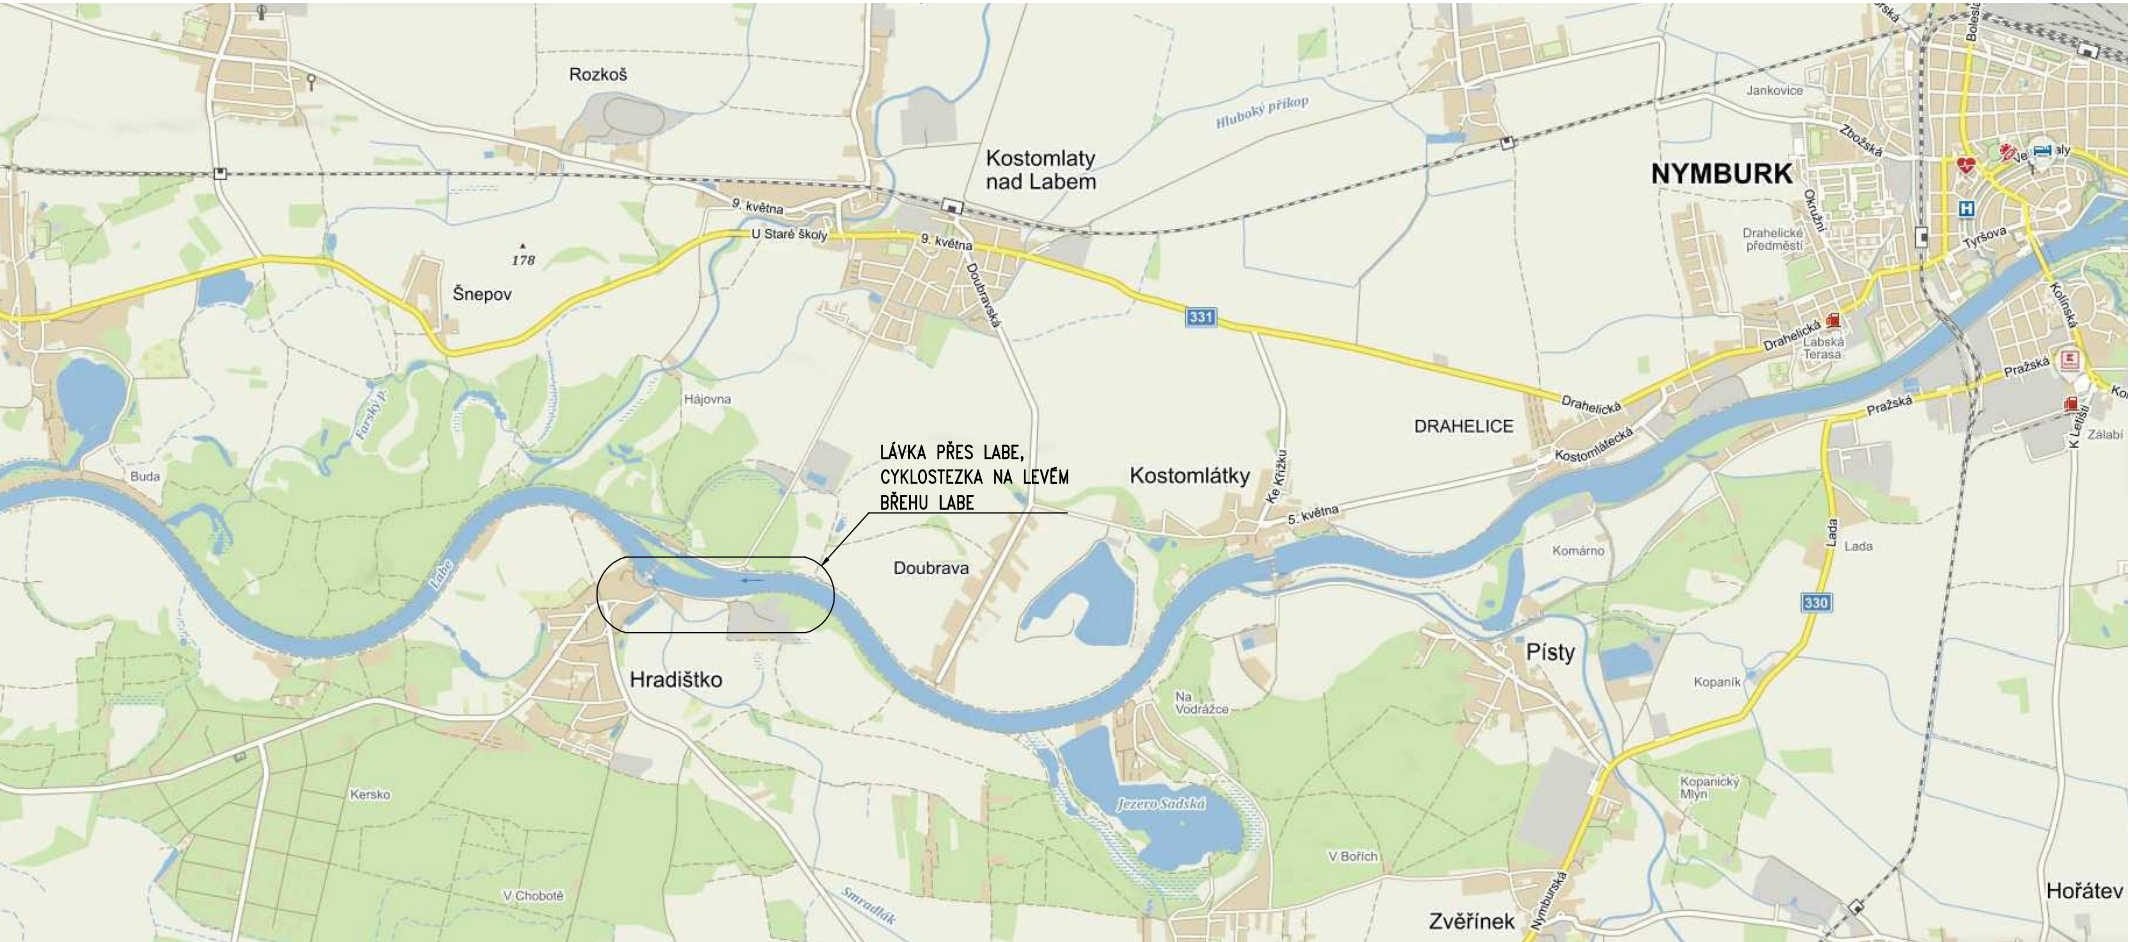 Rozkoš
Hluboký příkop
Jankovice
Boleslavská
Zbožská
Kostomlaty
nad Labem
NYMBURK
Okružní
H
9. května
U Staré školy
9. května
Drahelické
předměstí
Tyršova
178
Šnepov
Doubravská
331
Kolínská
Drahelická
Labská
Terasa
Pražská
Farský p.
Hájovna
Drahelická
Pražská
K Letišti
Zálabí
DRAHELICE
LÁVKA PŘES LABE,
CYKLOSTEZKA NA LEVÉM
BŘEHU LABE
Kostomlátecká
Buda
Kostomlátky
Ke Křížku
5. května
Labe
Doubrava
Komárno
Lada
Lada
330
Hradištko
Písty
Kopaník
Na
Vodrážce
Kersko
Jezero Sadská
Kopanický
Mlýn
V Bořích
V Chobotě
Smradlák
Nymburská
Zvěřínek
Hořátev